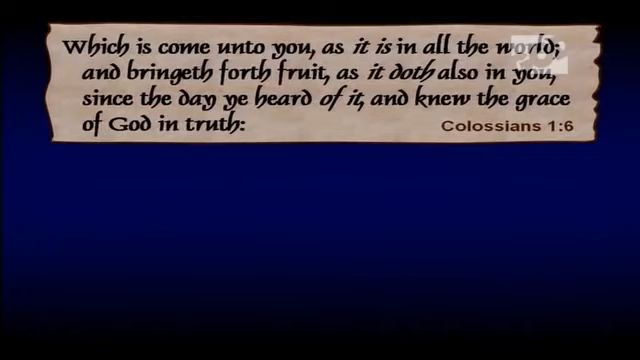 Which is come unto you, as it is in all the world;
and bringeth forth fruit, as it doth also in you,
since the day ye heard of it, and knew the grace
of God in truth: Colossians 1:6